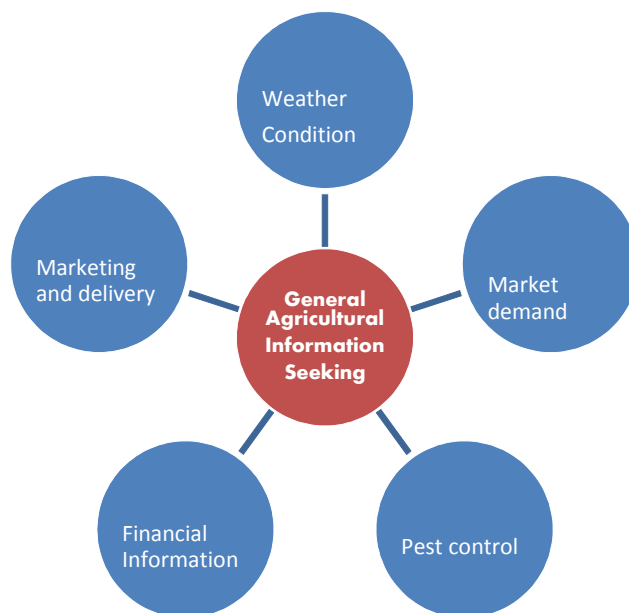 Weather
Condition
Marketing
and delivery
Market
demand
General
Agricultural
Information
Seeking
Financial
Information
Pest control